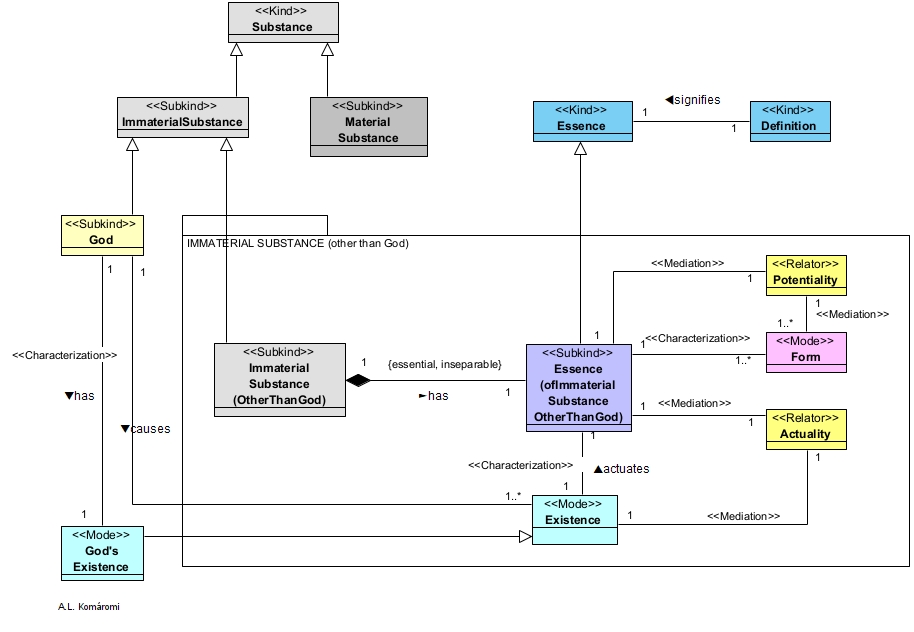 <<Kind>>
Substance
<<Subkind>>
ImmaterialSubstance
<<Subkind>>
Material
Substance
<<Kind>>
Essence
1
◄signifies
1
<<Kind>>
Definition
<<Subkind>>
God
1
1
IMMATERIAL SUBSTANCE (other than God)
<<Mediation>>
1
<<Relator>>
Potentiality
1
<<Mediation>>
1..*
<<Characterization>>
▼has
▼causes
<<Subkind>>
Immaterial
Substance
(OtherThanGod)
1
{essential, inseparable}
►has
1
1
<<Subkind>>
Essence
(ofImmaterial
Substance
OtherThanGod)
1
<<Characterization>>
1..*
<<Mode>>
Form
1
<<Mediation>>
1
<<Relator>>
Actuality
1
1
<<Characterization>>
▲actuates
1
1..*
<<Mode>>
Existence
1
<<Mediation>>
1
<<Mode>>
God's
Existence
A.L. Komáromi